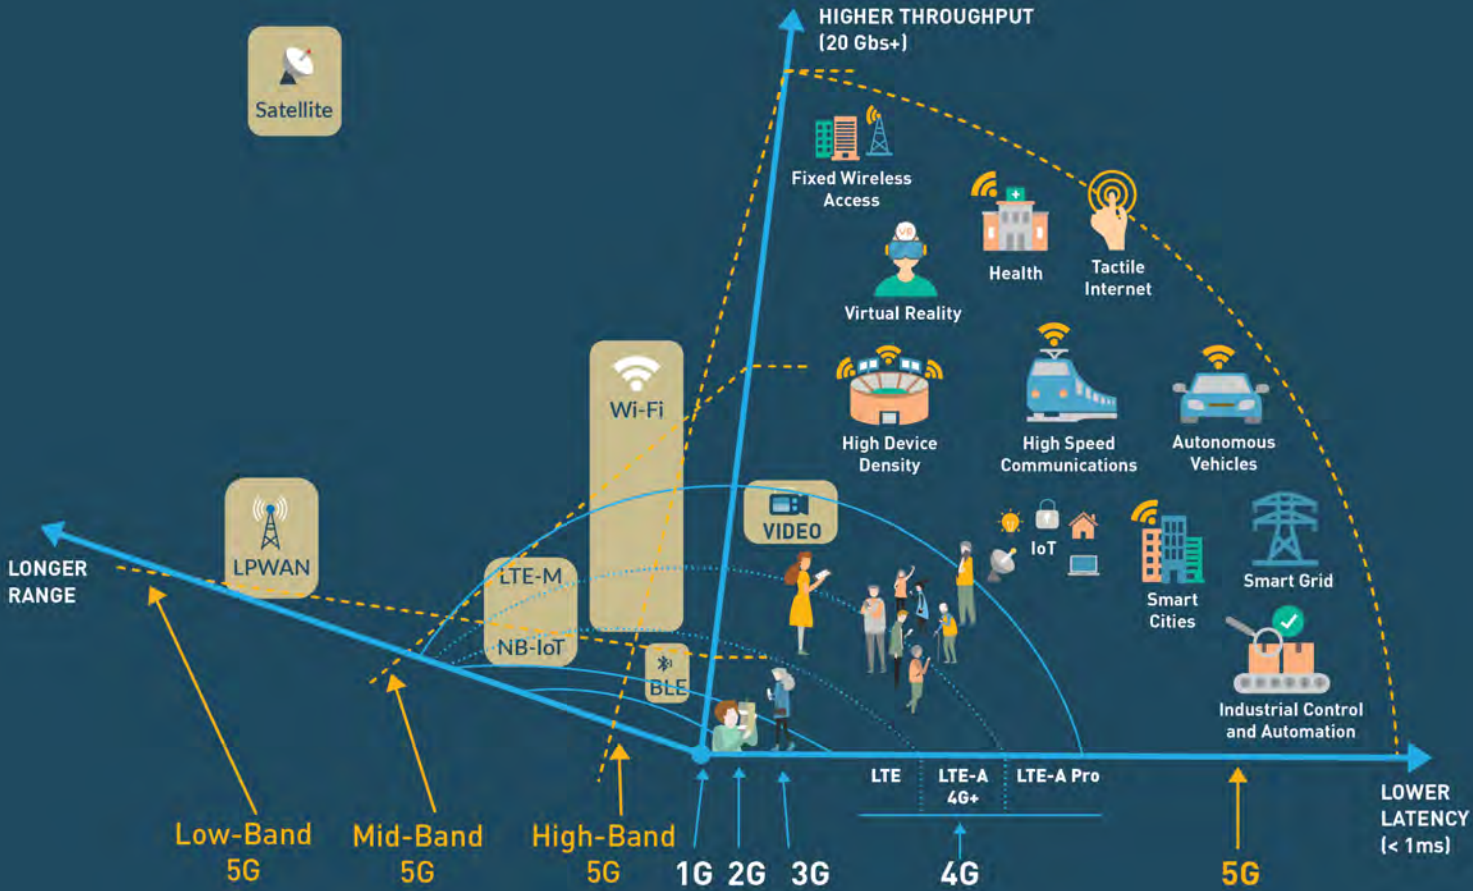 HIGHER THROUGHPUT
(20 Gbs+)
Satellite
Fixed Wireless
Access
VR
Virtual Reality
Health
Tactile
Internet
Wi-Fi
High Device
Density
High Speed
Communications
Autonomous
Vehicles
VIDEO
IoT
Smart
Cities
Smart Grid
Industrial Control
and Automation
LONGER
RANGE
LPWAN
LTE-M
NB-IoT
BLE
LTE
LTE-A
4G+
LTE-A Pro
LOWER
LATENCY
(< 1ms)
Low-Band
5G
Mid-Band
5G
High-Band
5G
1G
2G
3G
4G
5G